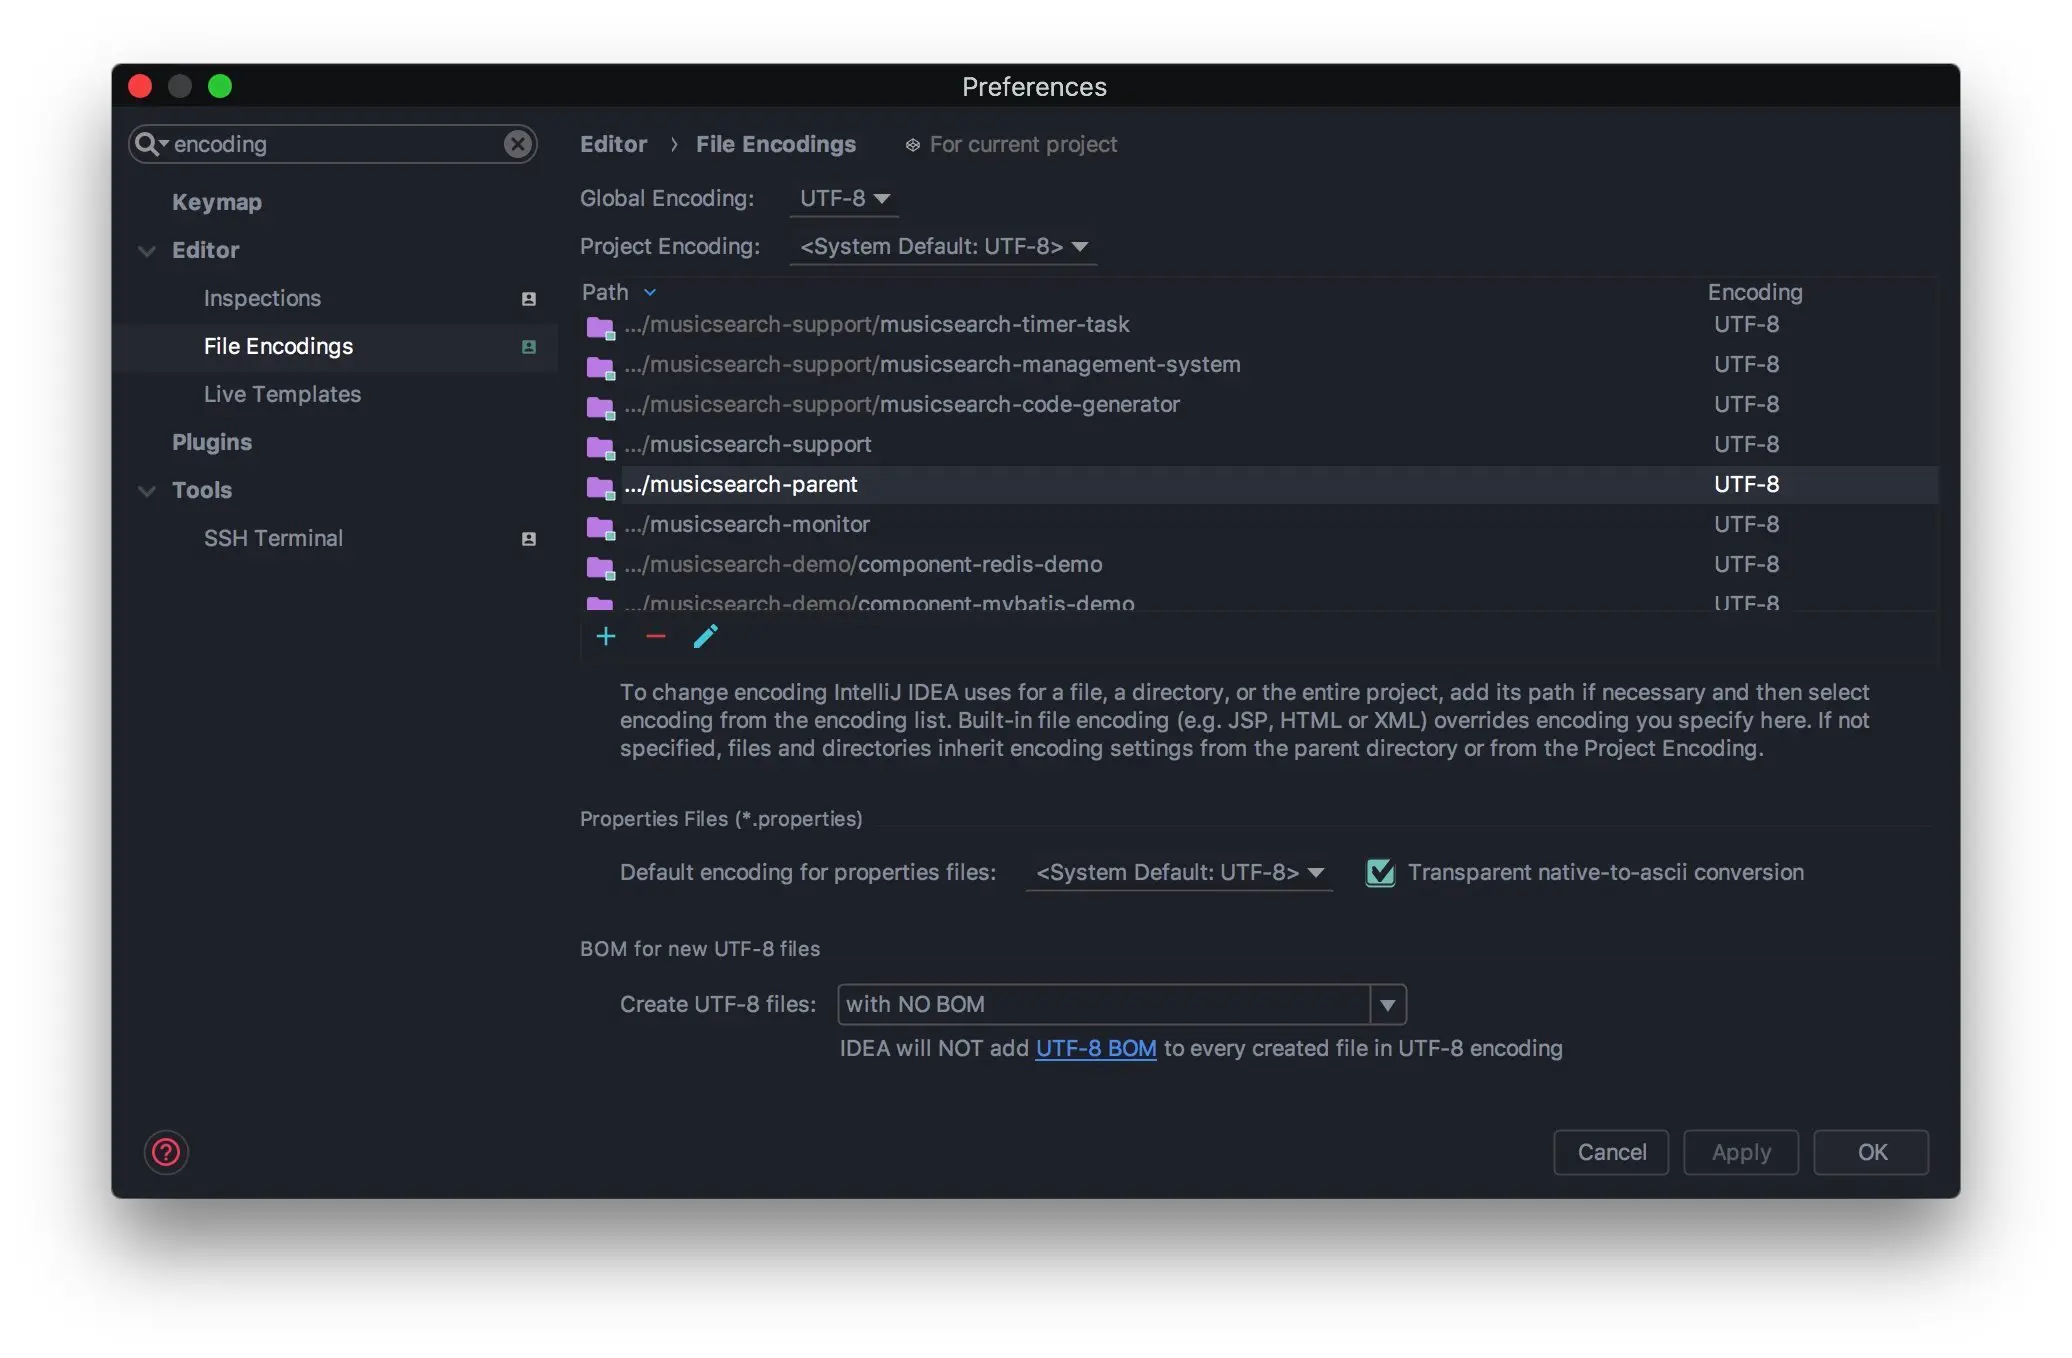 Preferences
encoding
Keymap
Editor
Inspections
File Encodings
Live Templates
Plugins
Tools
SSH Terminal
Editor › File Encodings For current project
Global Encoding: UTF-8
Project Encoding: <System Default: UTF-8>
Path Encoding
.../musicsearch-support/musicsearch-timer-task UTF-8
.../musicsearch-support/musicsearch-management-system UTF-8
.../musicsearch-support/musicsearch-code-generator UTF-8
.../musicsearch-support UTF-8
.../musicsearch-parent UTF-8
.../musicsearch-monitor UTF-8
.../musicsearch-demo/component-redis-demo UTF-8
.../musicsearch-demo/component-mybatis-demo UTF-8
To change encoding IntelliJ IDEA uses for a file, a directory, or the entire project, add its path if necessary and then select
encoding from the encoding list. Built-in file encoding (e.g. JSP, HTML or XML) overrides encoding you specify here. If not
specified, files and directories inherit encoding settings from the parent directory or from the Project Encoding.
Properties Files (*.properties)
Default encoding for properties files: <System Default: UTF-8> Transparent native-to-ascii conversion
BOM for new UTF-8 files
Create UTF-8 files: with NO BOM
IDEA will NOT add UTF-8 BOM to every created file in UTF-8 encoding
? Cancel Apply OK